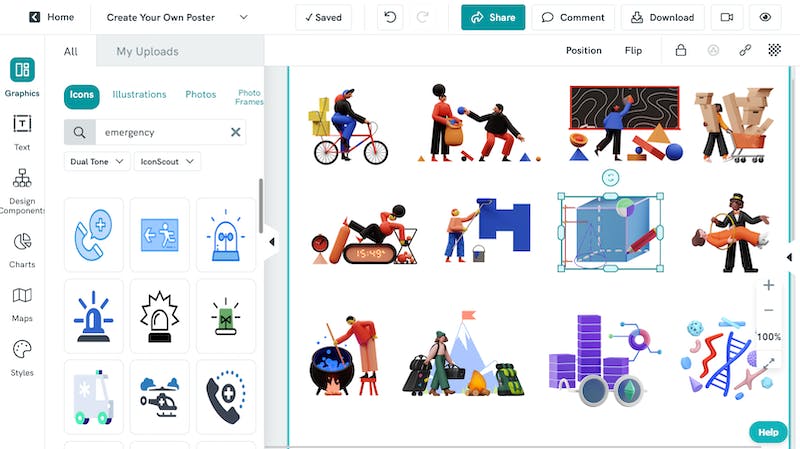 Home
Create Your Own Poster
✓ Saved
Share
Comment
Download
All
My Uploads
Position
Flip
Graphics
Icons
Illustrations
Photos
Photo
Frames
emergency
Text
Dual Tone
IconScout
Design
Components
Charts
Maps
Styles
15:49
100%
Help